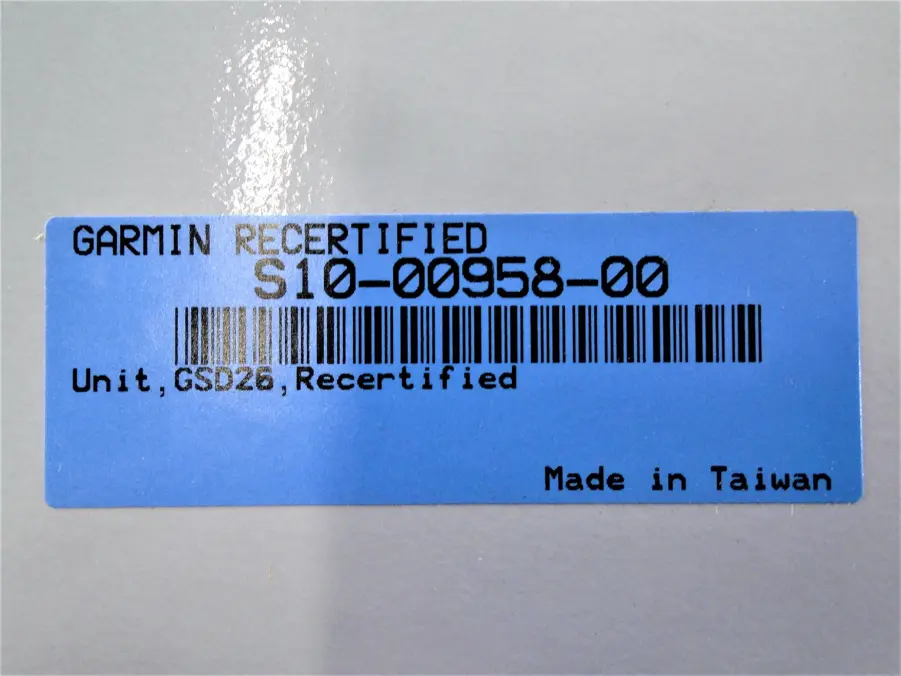 GARMIN RECERTIFIED
S10-00958-00
Unit,GSD26,Recertified
Made in Taiwan